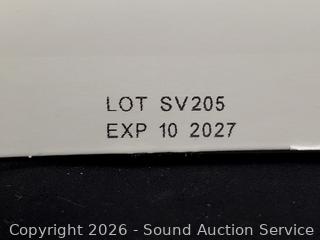 LOT SV205
EXP 10 2027
Copyright 2026 - Sound Auction Service